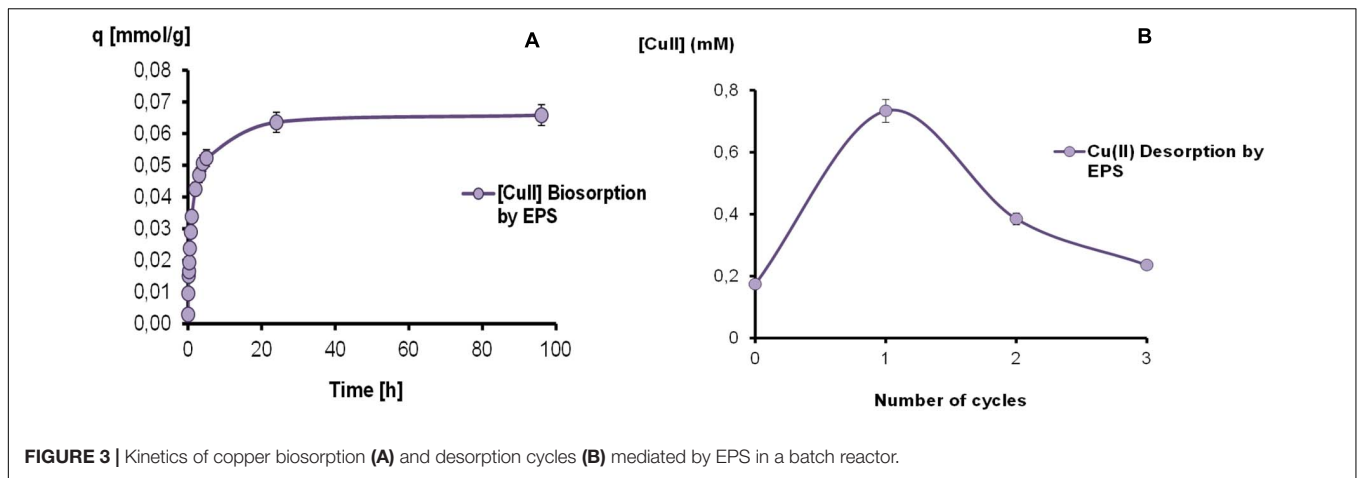 q [mmol/g]
A
0,08
0,07
0,06
0,05
0,04
0,03
0,02
0,01
0,00
0 20 40 60 80 100
Time [h]
[CuII] Biosorption
by EPS
[CuII] (mM)
B
0,8
0,6
0,4
0,2
0
0 1 2 3
Number of cycles
Cu(II) Desorption by
EPS
FIGURE 3 | Kinetics of copper biosorption (A) and desorption cycles (B) mediated by EPS in a batch reactor.